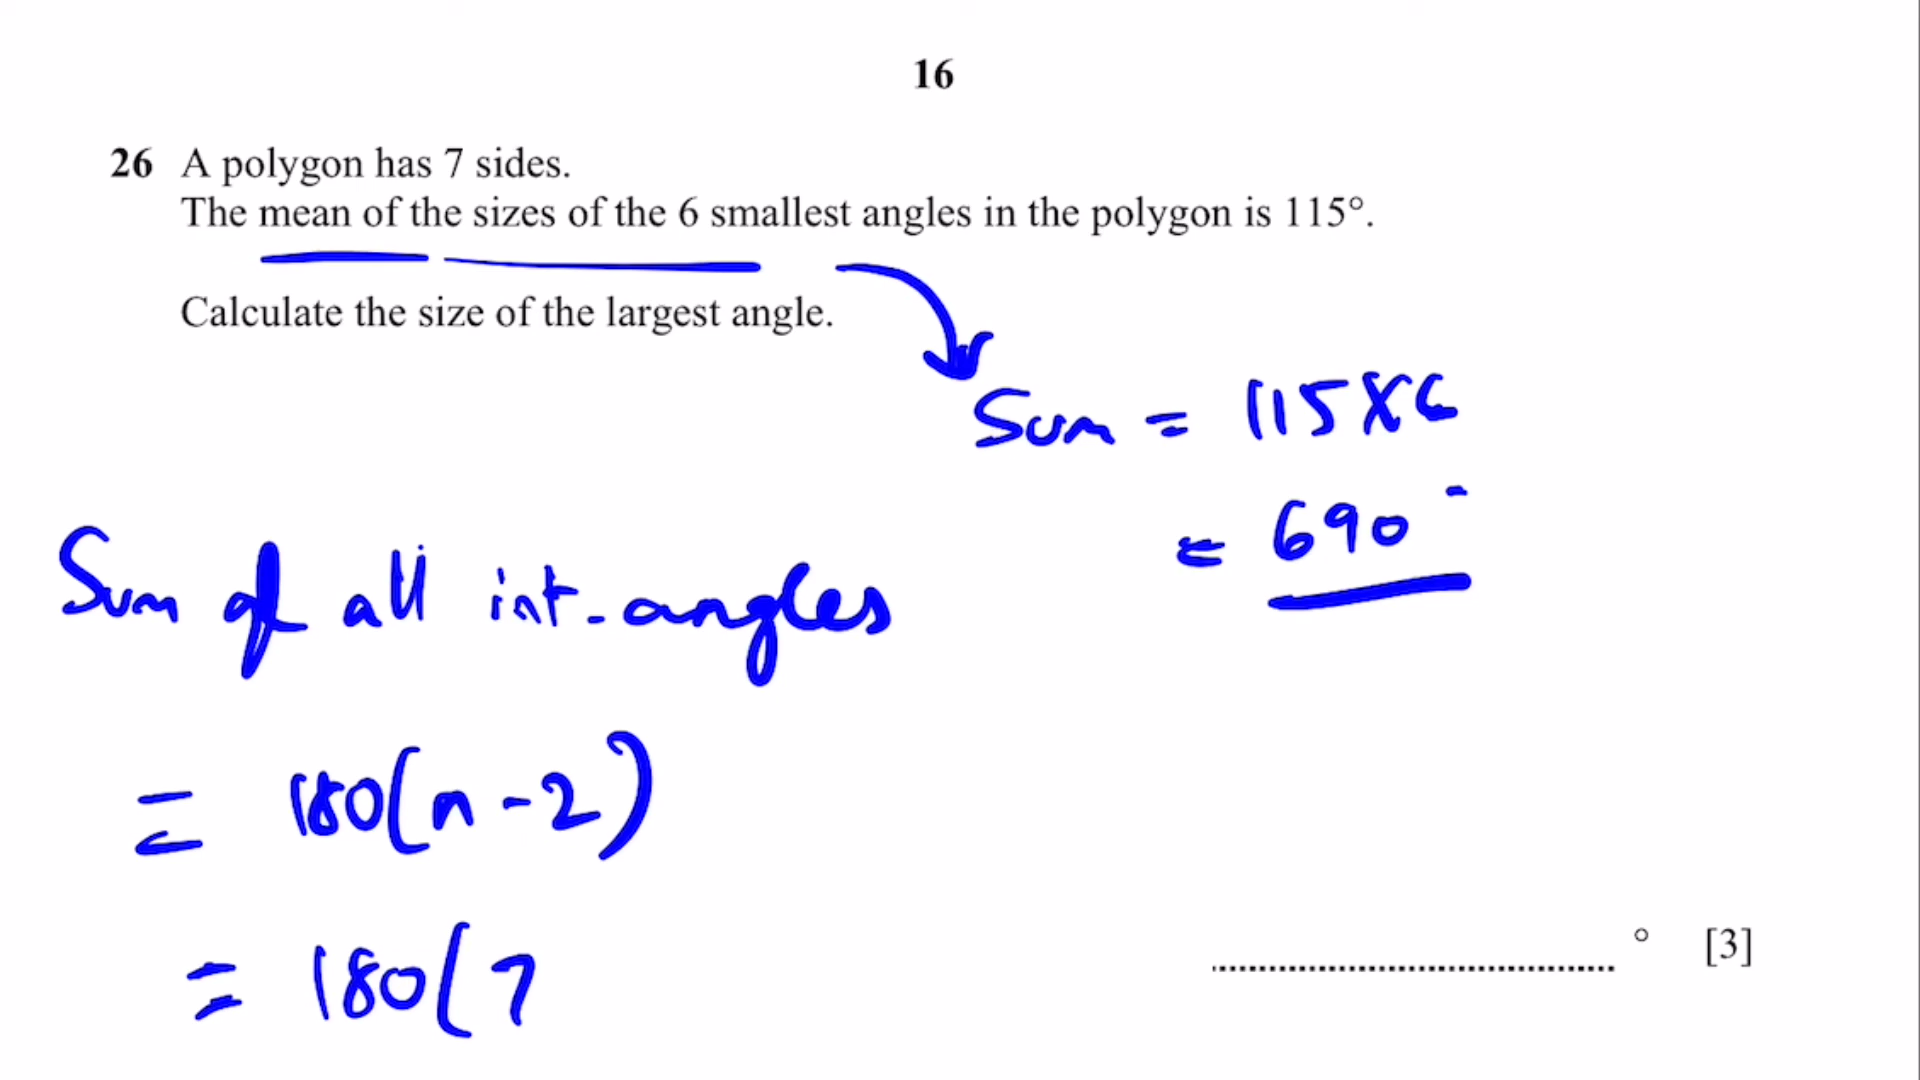 16
26 A polygon has 7 sides.
The mean of the sizes of the 6 smallest angles in the polygon is 115°.
Calculate the size of the largest angle.
Sum = 115×6
= 690°
Sum of all int. angles
= 180(n-2)
= 180(7
° [3]